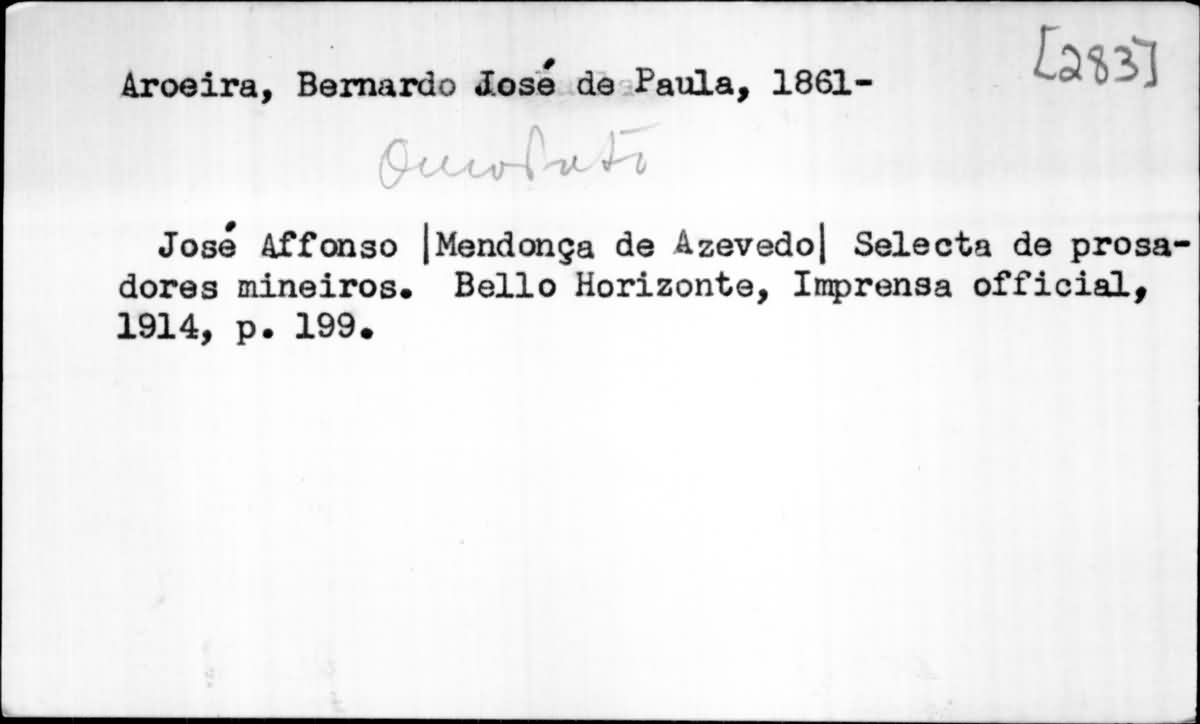 [283]
Aroeira, Bernardo José de Paula, 1861-
José Affonso |Mendonça de Azevedo| Selecta de prosa-
dores mineiros. Bello Horizonte, Imprensa official,
1914, p. 199.